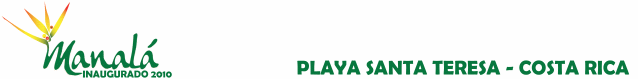 Manalá
INAUGURADO 2010
PLAYA SANTA TERESA - COSTA RICA